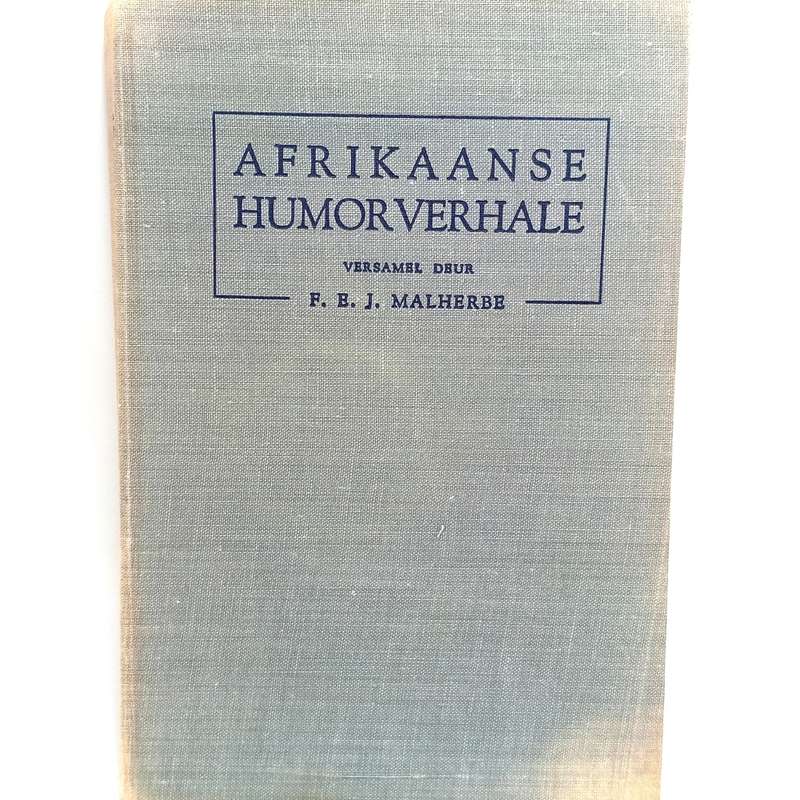 AFRIKAANSE
HUMORVERHALE
VERSAMEL DEUR
F. E. J. MALHERBE